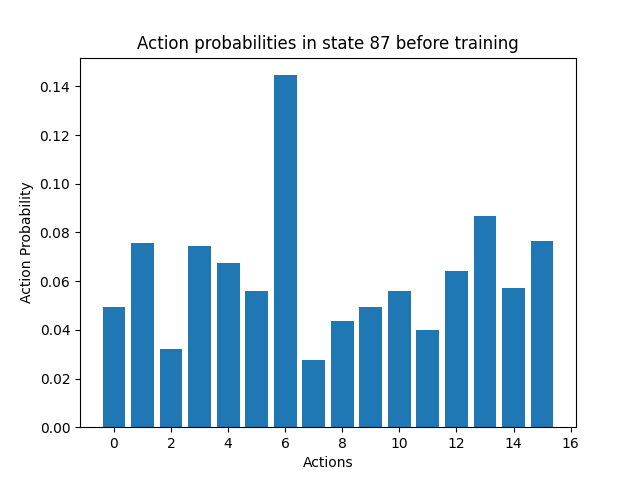 Action probabilities in state 87 before training
0.14
0.12
0.10
0.08
0.06
0.04
0.02
0.00
Action Probability
0 2 4 6 8 10 12 14 16
Actions